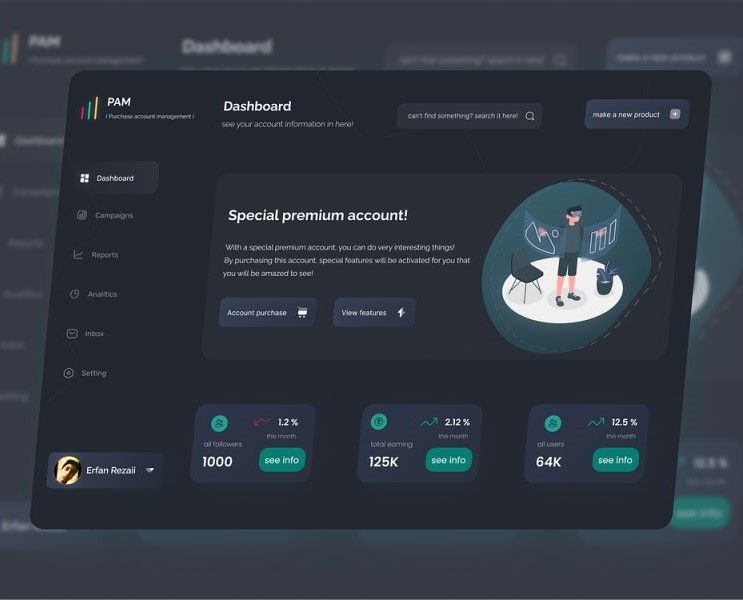 PAM
( Purchase account management )
Dashboard
see your account information in here!
can't find something? search it here!
make a new product
Dashboard
Campaigns
Reports
Analitics
Inbox
Setting
Special premium account!
With a special premium account, you can do very interesting things!
By purchasing this account, special features will be activated for you that
you will be amazed to see!
Account purchase
View features
1.2 %
this month
all followers
1000
see info
2.12 %
this month
total earning
125K
see info
12.5 %
this month
all users
64K
see info
Erfan Rezaii